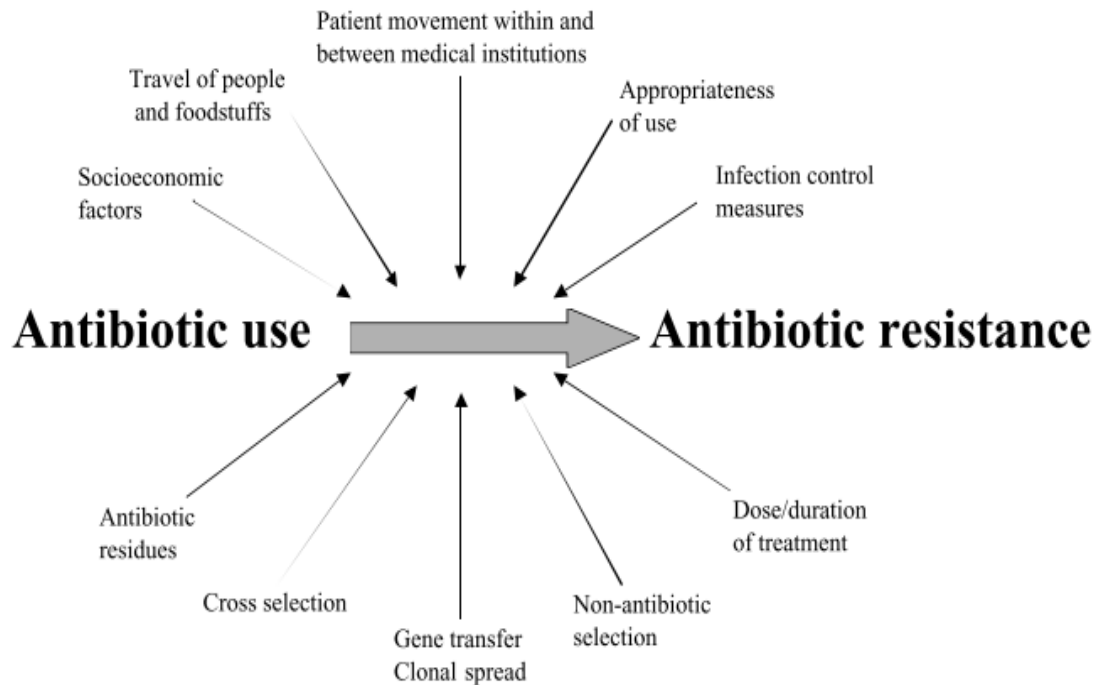 Patient movement within and
between medical institutions
Travel of people
and foodstuffs
Appropriateness
of use
Socioeconomic
factors
Infection control
measures
Antibiotic use
Antibiotic resistance
Antibiotic
residues
Dose/duration
of treatment
Cross selection
Non-antibiotic
selection
Gene transfer
Clonal spread